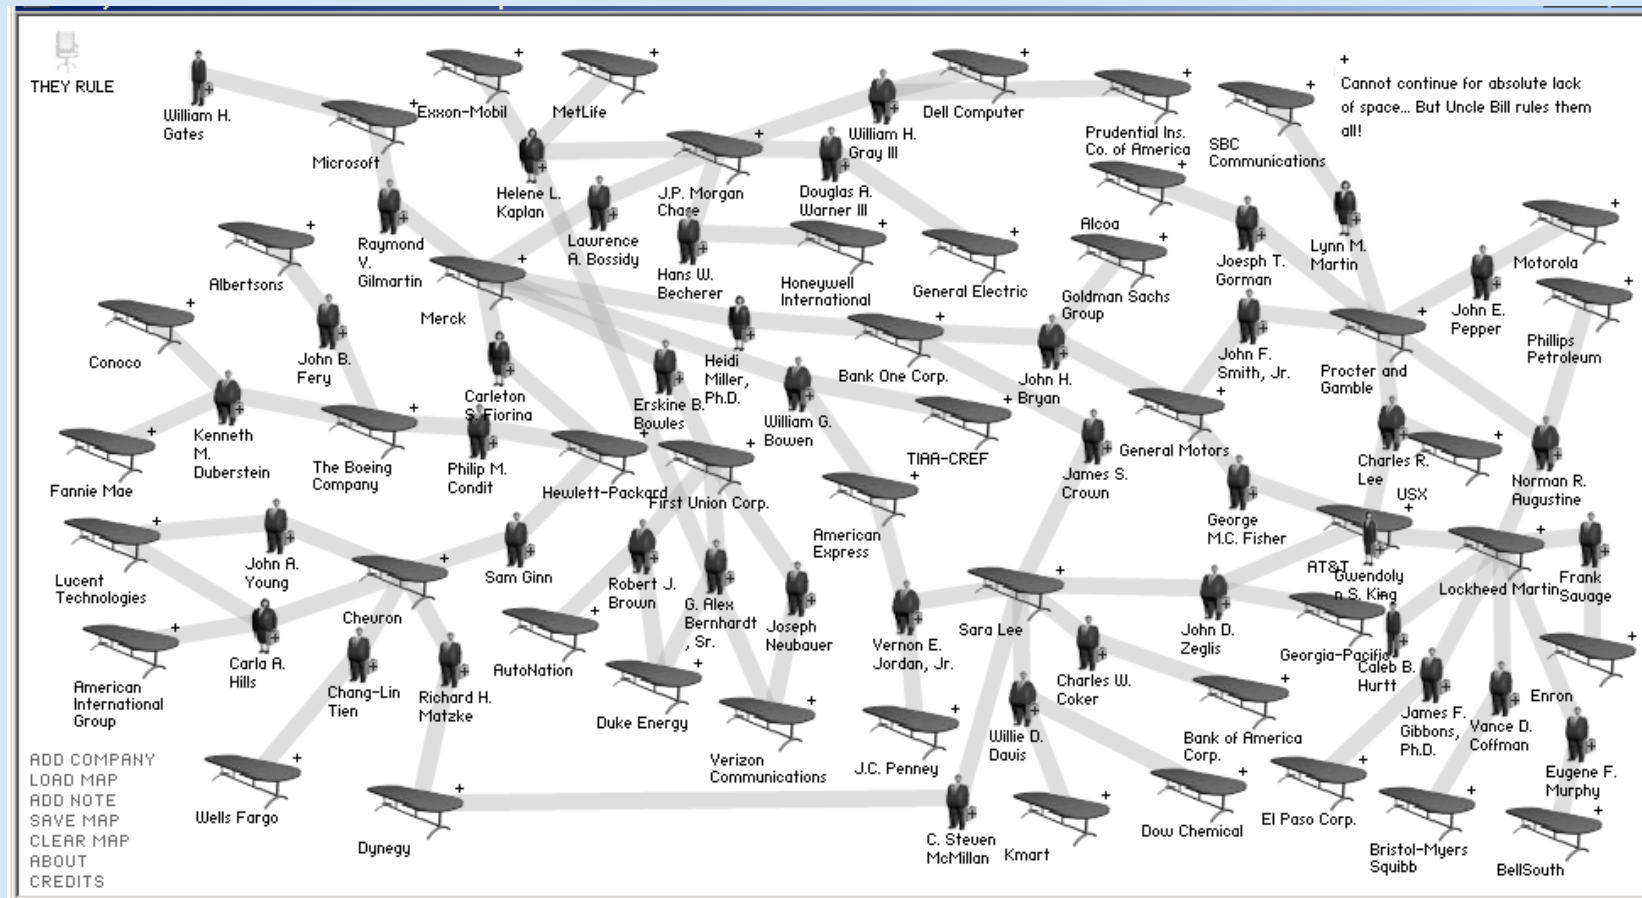 THEY RULE
William H.
Gates
Microsoft
Exxon-Mobil
MetLife
Helene L.
Kaplan
J.P. Morgan
Chase
William H.
Gray III
Douglas A.
Warner III
Dell Computer
Prudential Ins.
Co. of America
SBC
Communications
Cannot continue for absolute lack
of space... But Uncle Bill rules them
all!
Raymond
V.
Gilmartin
Lawrence
A. Bossidy
Hans W.
Becherer
Honeywell
International
General Electric
Alcoa
Goldman Sachs
Group
Joesph T.
Gorman
Lynn M.
Martin
Motorola
John E.
Pepper
Phillips
Petroleum
Albertsons
Merck
Conoco
John B.
Fery
Carleton
S. Fiorina
Erskine B.
Bowles
Heidi
Miller,
Ph.D.
William G.
Bowen
Bank One Corp.
John H.
Bryan
John F.
Smith, Jr.
Procter and
Gamble
Kenneth
M.
Duberstein
The Boeing
Company
Philip M.
Condit
Hewlett-Packard
First Union Corp.
TIAA-CREF
James S.
Crown
General Motors
Charles R.
Lee
USX
Norman R.
Augustine
Fannie Mae
American
Express
George
M.C. Fisher
AT&T
Gwendoly
n S. King
Lockheed Martin
Frank
Savage
Lucent
Technologies
John A.
Young
Chevron
Sam Ginn
Robert J.
Brown
G. Alex
Bernhardt
, Sr.
Joseph
Neubauer
Vernon E.
Jordan, Jr.
Sara Lee
John D.
Zeglis
Georgia-Pacific
Caleb B.
Hurtt
American
International
Group
Carla A.
Hills
Chang-Lin
Tien
Richard H.
Matzke
AutoNation
Duke Energy
Verizon
Communications
J.C. Penney
Willie D.
Davis
Charles W.
Coker
Bank of America
Corp.
James F.
Gibbons,
Ph.D.
Vance D.
Coffman
Enron
Eugene F.
Murphy
ADD COMPANY
LOAD MAP
ADD NOTE
SAVE MAP
CLEAR MAP
ABOUT
CREDITS
Wells Fargo
Dynegy
C. Steven
McMillan
Kmart
Dow Chemical
El Paso Corp.
Bristol-Myers
Squibb
BellSouth